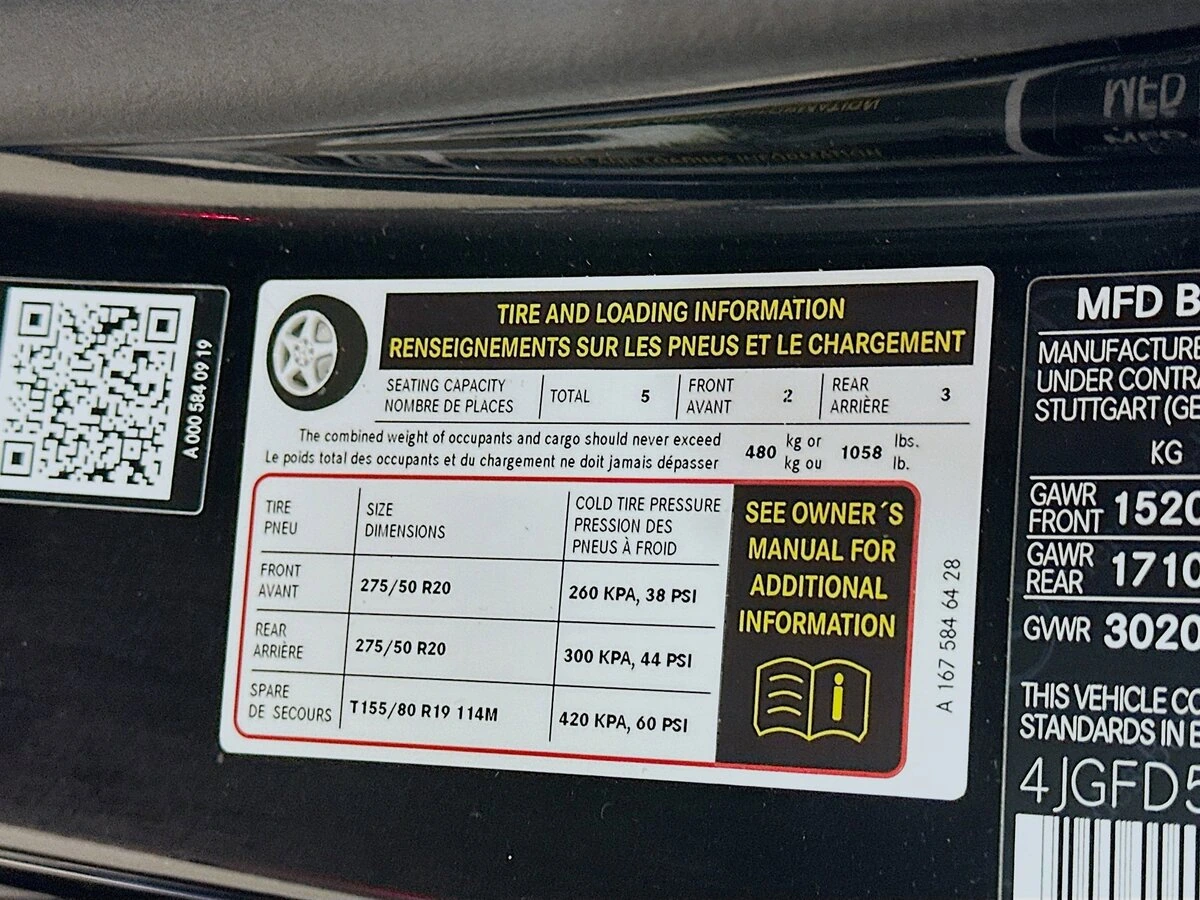 A 000 584 09 19
TIRE AND LOADING INFORMATION
RENSEIGNEMENTS SUR LES PNEUS ET LE CHARGEMENT
SEATING CAPACITY
NOMBRE DE PLACES
TOTAL 5
FRONT
AVANT 2
REAR
ARRIÈRE 3
The combined weight of occupants and cargo should never exceed
Le poids total des occupants et du chargement ne doit jamais dépasser
480 kg or 1058 lbs.
kg ou lb.
TIRE
PNEU
SIZE
DIMENSIONS
COLD TIRE PRESSURE
PRESSION DES
PNEUS À FROID
FRONT
AVANT
275/50 R20
260 KPA, 38 PSI
REAR
ARRIÈRE
275/50 R20
300 KPA, 44 PSI
SPARE
DE SECOURS
T155/80 R19 114M
420 KPA, 60 PSI
SEE OWNER´S
MANUAL FOR
ADDITIONAL
INFORMATION
A 167 584 64 28
MFD B
MANUFACTURE
UNDER CONTRA
STUTTGART (GE
KG
GAWR
FRONT 1520
GAWR
REAR 1710
GVWR 3020
THIS VEHICLE CO
STANDARDS IN E
4JGFD5